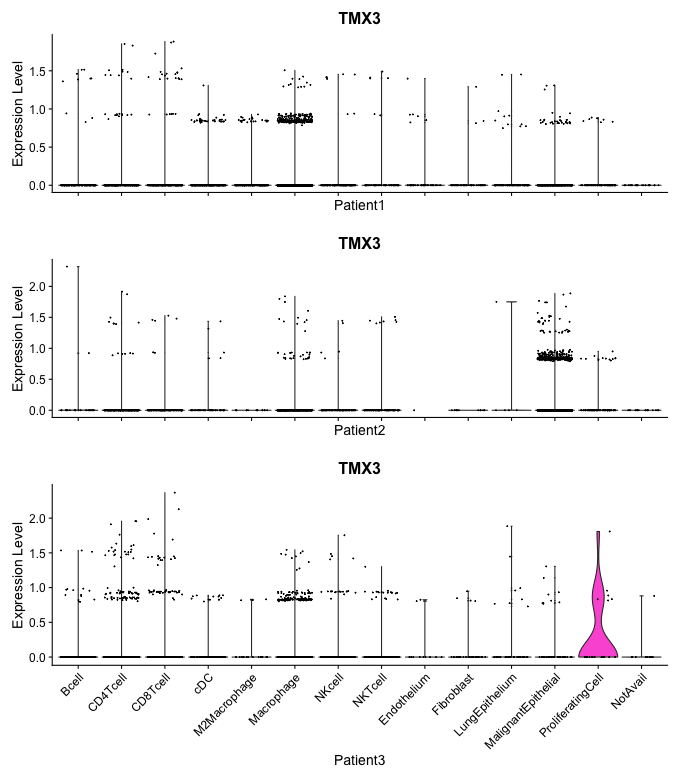 TMX3
Expression Level
1.5
1.0
0.5
0.0
Patient1
TMX3
Expression Level
2.0
1.5
1.0
0.5
0.0
Patient2
TMX3
Expression Level
2.0
1.5
1.0
0.5
0.0
Bcell
CD4Tcell
CD8Tcell
cDC
M2Macrophage
Macrophage
NKcell
NKTcell
Endothelium
Fibroblast
LungEpithelium
MalignantEpithelial
ProliferatingCell
NotAvail
Patient3